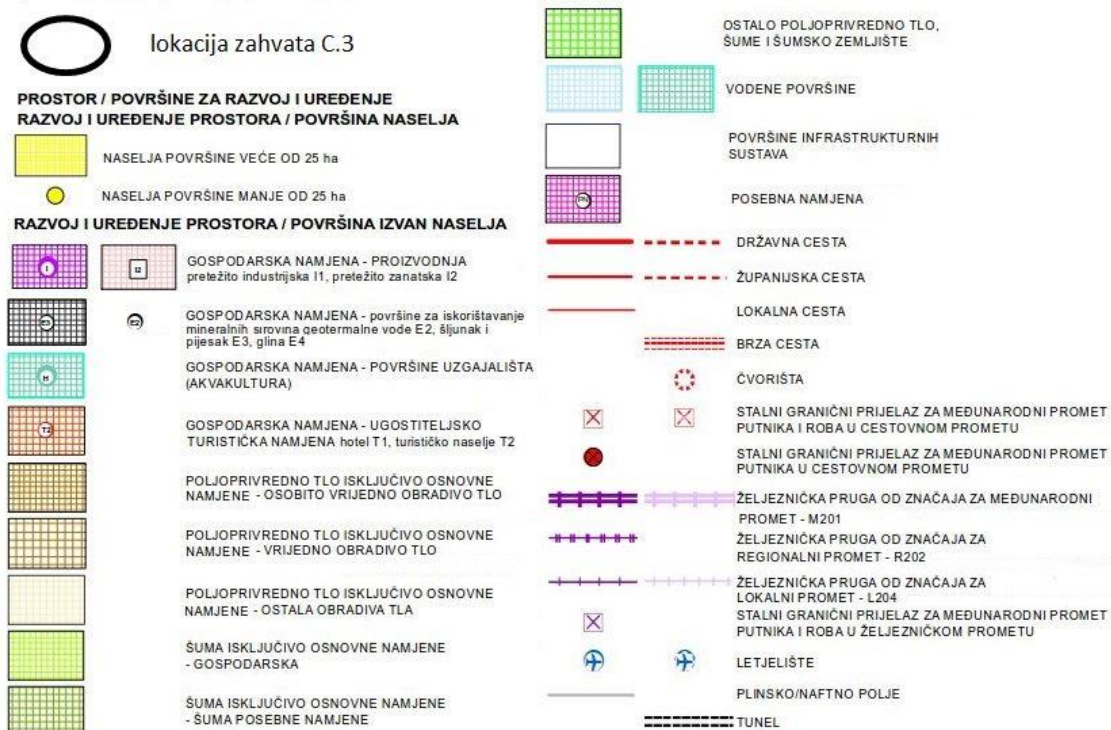 lokacija zahvata C.3
PROSTOR / POVRŠINE ZA RAZVOJ I UREĐENJE
RAZVOJ I UREĐENJE PROSTORA / POVRŠINA NASELJA
NASELJA POVRŠINE VEĆE OD 25 ha
NASELJA POVRŠINE MANJE OD 25 ha
RAZVOJ I UREĐENJE PROSTORA / POVRŠINA IZVAN NASELJA
I
I2
GOSPODARSKA NAMJENA - PROIZVODNJA
pretežito industrijska I1, pretežito zanatska I2
E3
E2
GOSPODARSKA NAMJENA - površine za iskorištavanje
mineralnih sirovina geotermalne vode E2, šljunak i
pijesak E3, glina E4
H
GOSPODARSKA NAMJENA - POVRŠINE UZGAJALIŠTA
(AKVAKULTURA)
T2
GOSPODARSKA NAMJENA - UGOSTITELJSKO
TURISTIČKA NAMJENA hotel T1, turističko naselje T2
POLJOPRIVREDNO TLO ISKLJUČIVO OSNOVNE
NAMJENE - OSOBITO VRIJEDNO OBRADIVO TLO
POLJOPRIVREDNO TLO ISKLJUČIVO OSNOVNE
NAMJENE - VRIJEDNO OBRADIVO TLO
POLJOPRIVREDNO TLO ISKLJUČIVO OSNOVNE
NAMJENE - OSTALA OBRADIVA TLA
ŠUMA ISKLJUČIVO OSNOVNE NAMJENE
- GOSPODARSKA
ŠUMA ISKLJUČIVO OSNOVNE NAMJENE
- ŠUMA POSEBNE NAMJENE
OSTALO POLJOPRIVREDNO TLO,
ŠUME I ŠUMSKO ZEMLJIŠTE
VODENE POVRŠINE
POVRŠINE INFRASTRUKTURNIH
SUSTAVA
PN
POSEBNA NAMJENA
DRŽAVNA CESTA
ŽUPANIJSKA CESTA
LOKALNA CESTA
BRZA CESTA
ČVORIŠTA
STALNI GRANIČNI PRIJELAZ ZA MEĐUNARODNI PROMET
PUTNIKA I ROBA U CESTOVNOM PROMETU
STALNI GRANIČNI PRIJELAZ ZA MEĐUNARODNI PROMET
PUTNIKA U CESTOVNOM PROMETU
ŽELJEZNIČKA PRUGA OD ZNAČAJA ZA MEĐUNARODNI
PROMET - M201
ŽELJEZNIČKA PRUGA OD ZNAČAJA ZA
REGIONALNI PROMET - R202
ŽELJEZNIČKA PRUGA OD ZNAČAJA ZA
LOKALNI PROMET - L204
STALNI GRANIČNI PRIJELAZ ZA MEĐUNARODNI PROMET
PUTNIKA I ROBA U ŽELJEZNIČKOM PROMETU
LETJELIŠTE
PLINSKO/NAFTNO POLJE
TUNEL